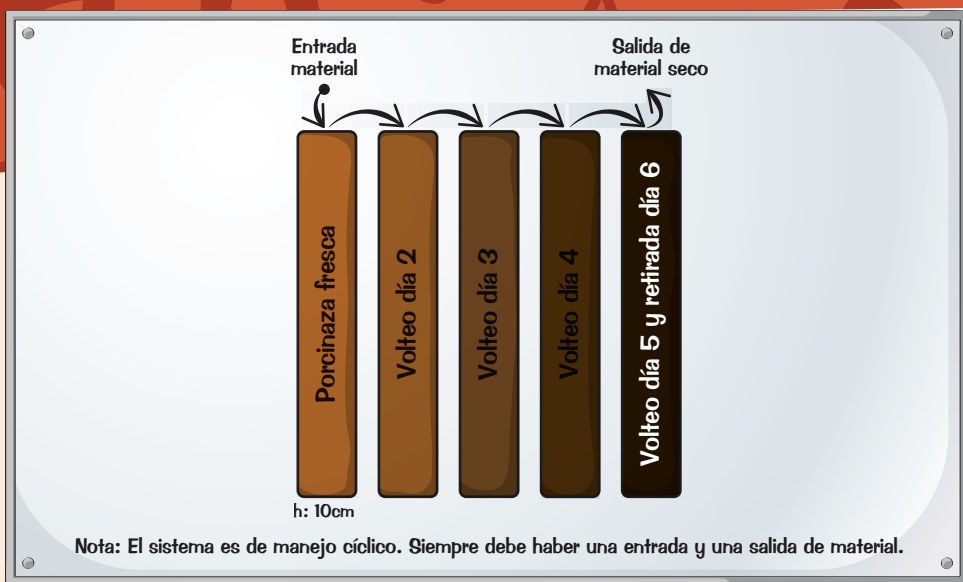 Entrada
material
Salida de
material seco
Porcinaza fresca
Volteo día 2
Volteo día 3
Volteo día 4
Volteo día 5 y retirada día 6
h: 10cm
Nota: El sistema es de manejo cíclico. Siempre debe haber una entrada y una salida de material.